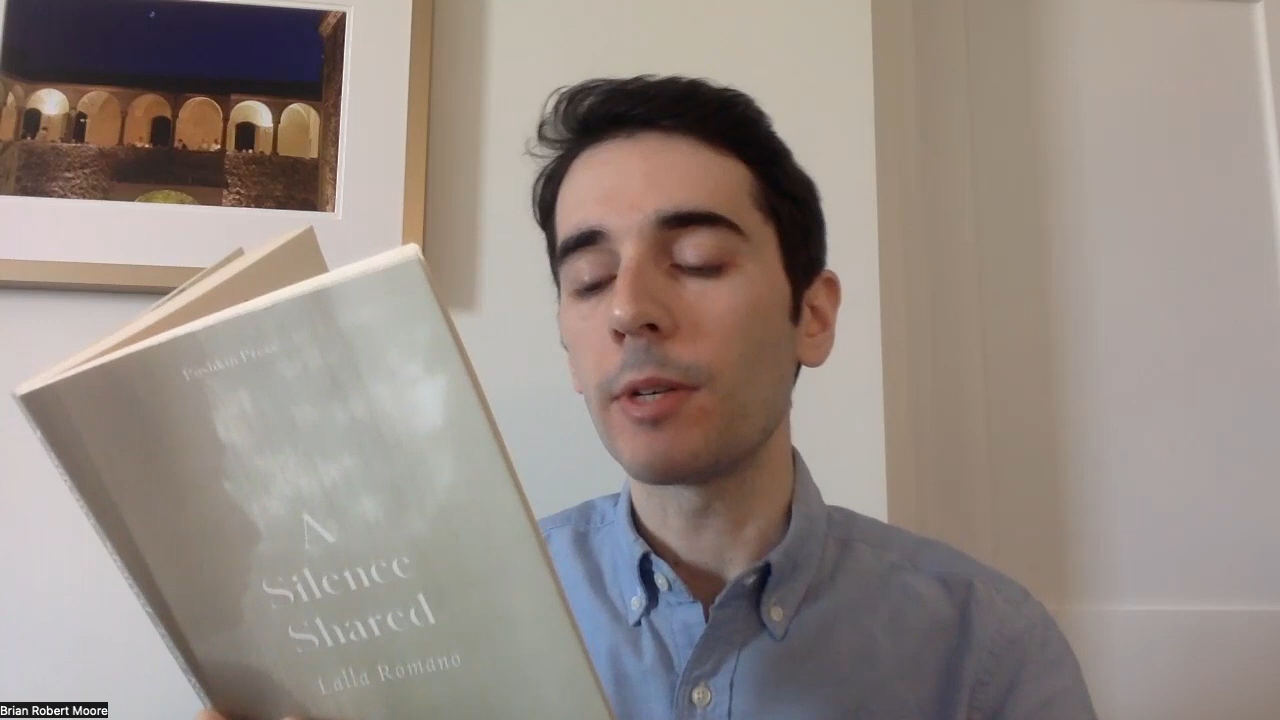 Pushkin Press
A
Silence
Shared
Lalla Romano
Brian Robert Moore